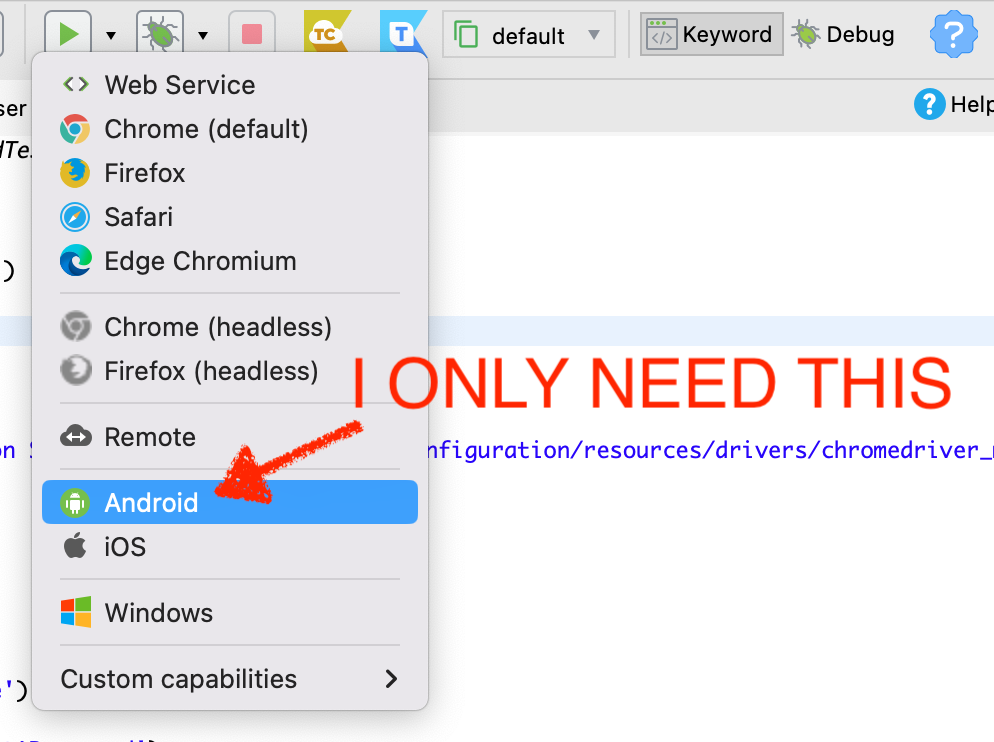 TC
T
default
Keyword
Debug
?
ser
? Help
Web Service
Chrome (default)
Firefox
Safari
Edge Chromium
)
Chrome (headless)
Firefox (headless)
I ONLY NEED THIS
Remote
nfiguration/resources/drivers/chromedriver_
Android
iOS
Windows
Custom capabilities
')